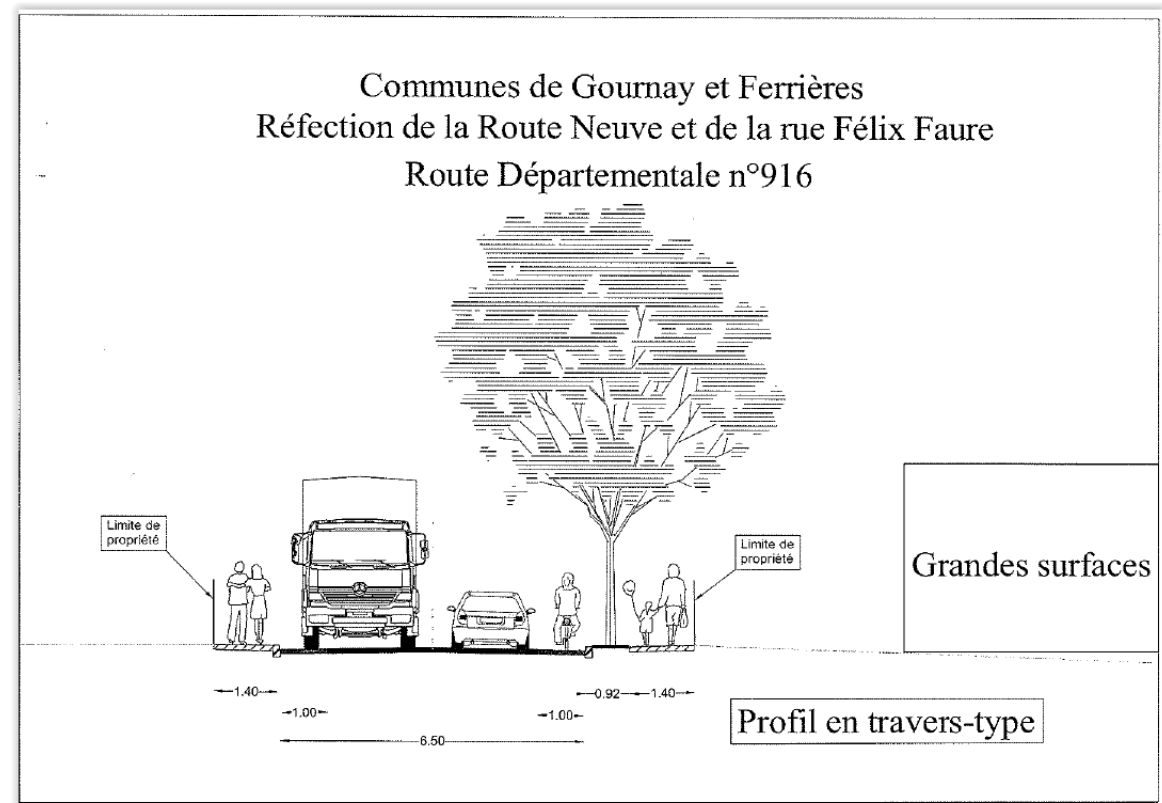 Communes de Gournay et Ferrières
Réfection de la Route Neuve et de la rue Félix Faure
Route Départementale n°916
Limite de
propriété
Limite de
propriété
Grandes surfaces
1.40
0.92
1.40
1.00
1.00
6.50
Profil en travers-type